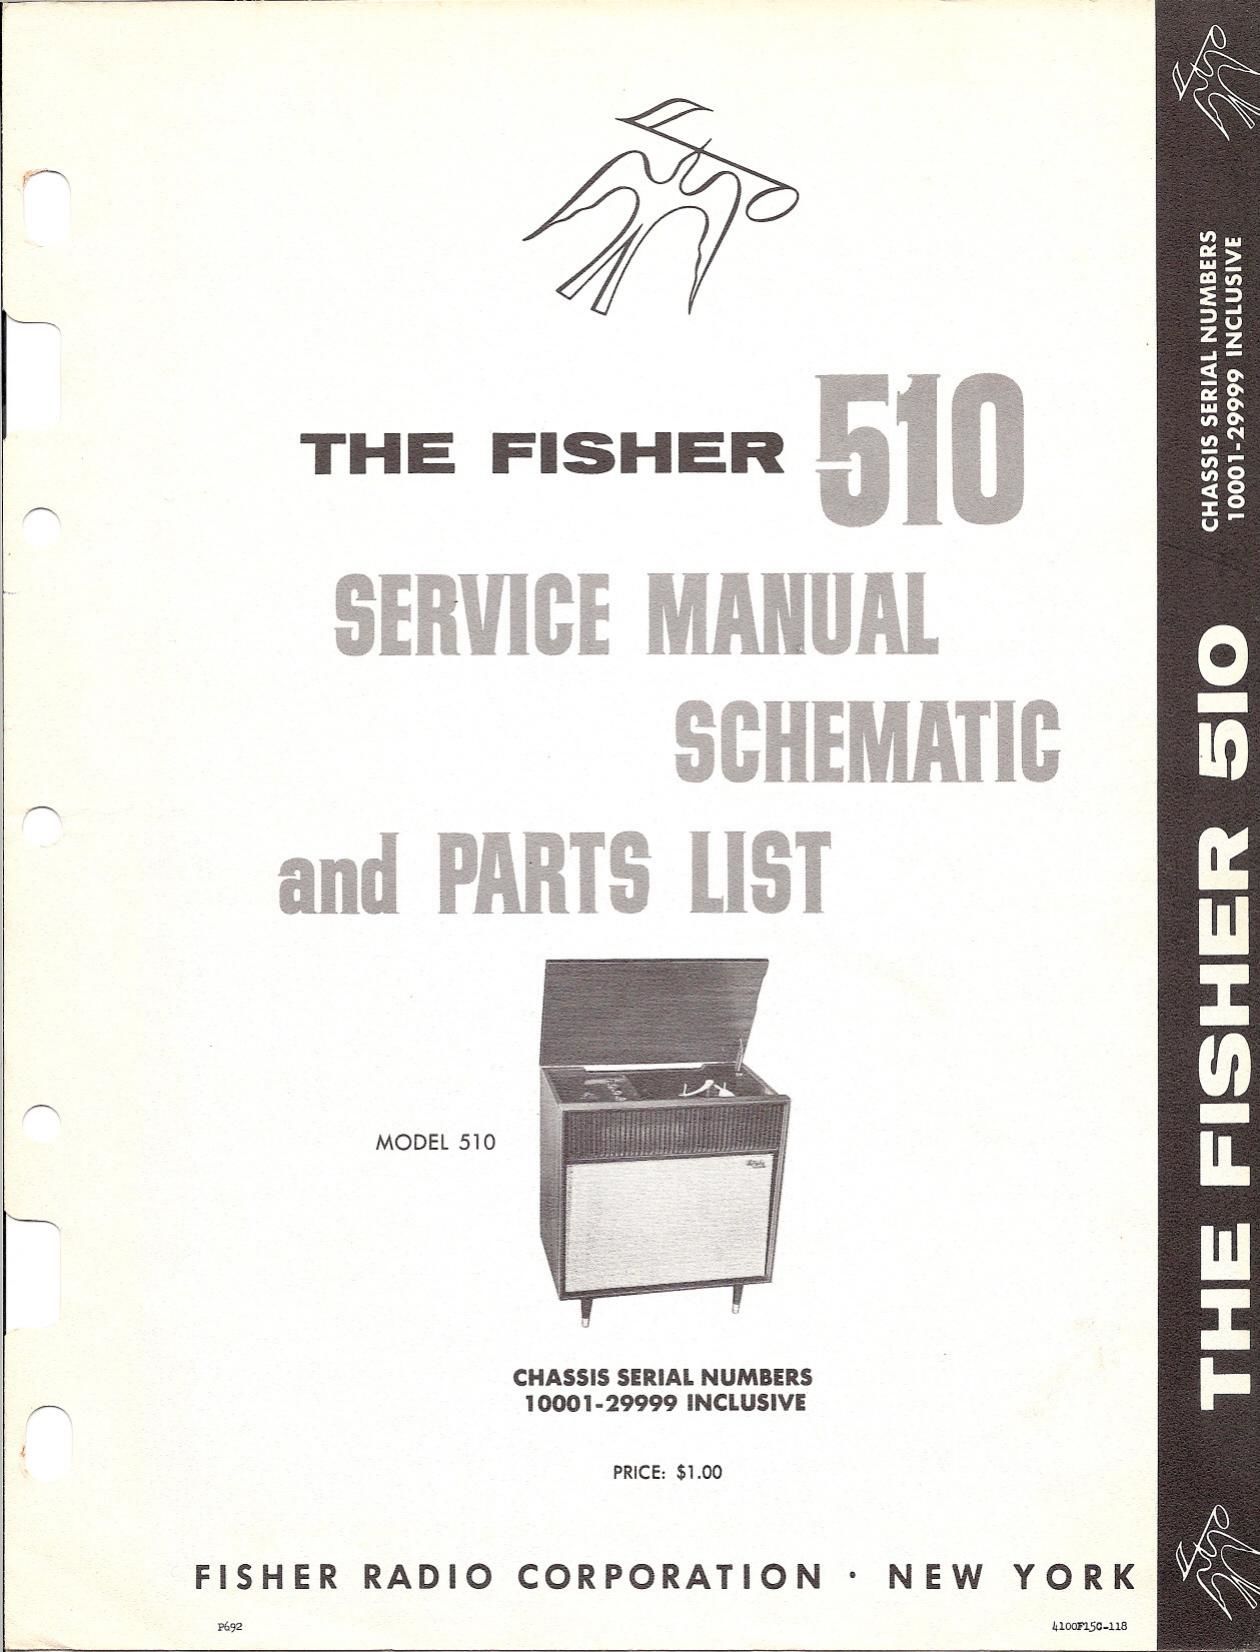 THE FISHER 510
SERVICE MANUAL
SCHEMATIC
and PARTS LIST
MODEL 510
CHASSIS SERIAL NUMBERS
10001-29999 INCLUSIVE
PRICE: $1.00
FISHER RADIO CORPORATION · NEW YORK
P692
4100F15C-118
THE FISHER 510
CHASSIS SERIAL NUMBERS
10001-29999 INCLUSIVE